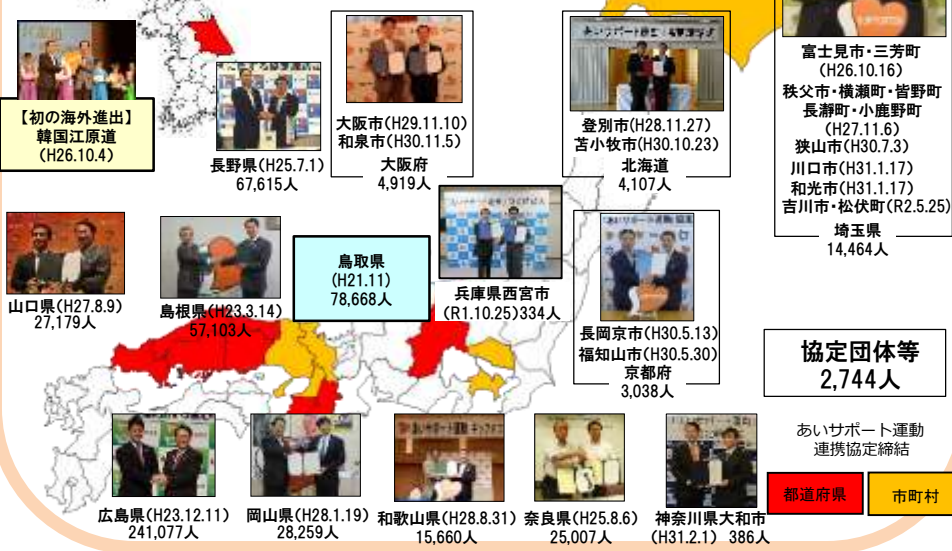 【初の海外進出】
韓国江原道
(H26.10.4)
長野県(H25.7.1)
67,615人
大阪市(H29.11.10)
和泉市(H30.11.5)
大阪府
4,919人
登別市(H28.11.27)
苫小牧市(H30.10.23)
北海道
4,107人
富士見市・三芳町
(H26.10.16)
秩父市・横瀬町・皆野町
長瀞町・小鹿野町
(H27.11.6)
狭山市(H30.7.3)
川口市(H31.1.17)
和光市(H31.1.17)
吉川市・松伏町(R2.5.25)
埼玉県
14,464人
山口県(H27.8.9)
27,179人
島根県(H23.3.14)
57,103人
鳥取県
(H21.11)
78,668人
兵庫県西宮市
(R1.10.25)334人
長岡京市(H30.5.13)
福知山市(H30.5.30)
京都府
3,038人
協定団体等
2,744人
あいサポート運動
連携協定締結
都道府県
市町村
広島県(H23.12.11)
241,077人
岡山県(H28.1.19)
28,259人
和歌山県(H28.8.31)
15,660人
奈良県(H25.8.6)
25,007人
神奈川県大和市
(H31.2.1) 386人